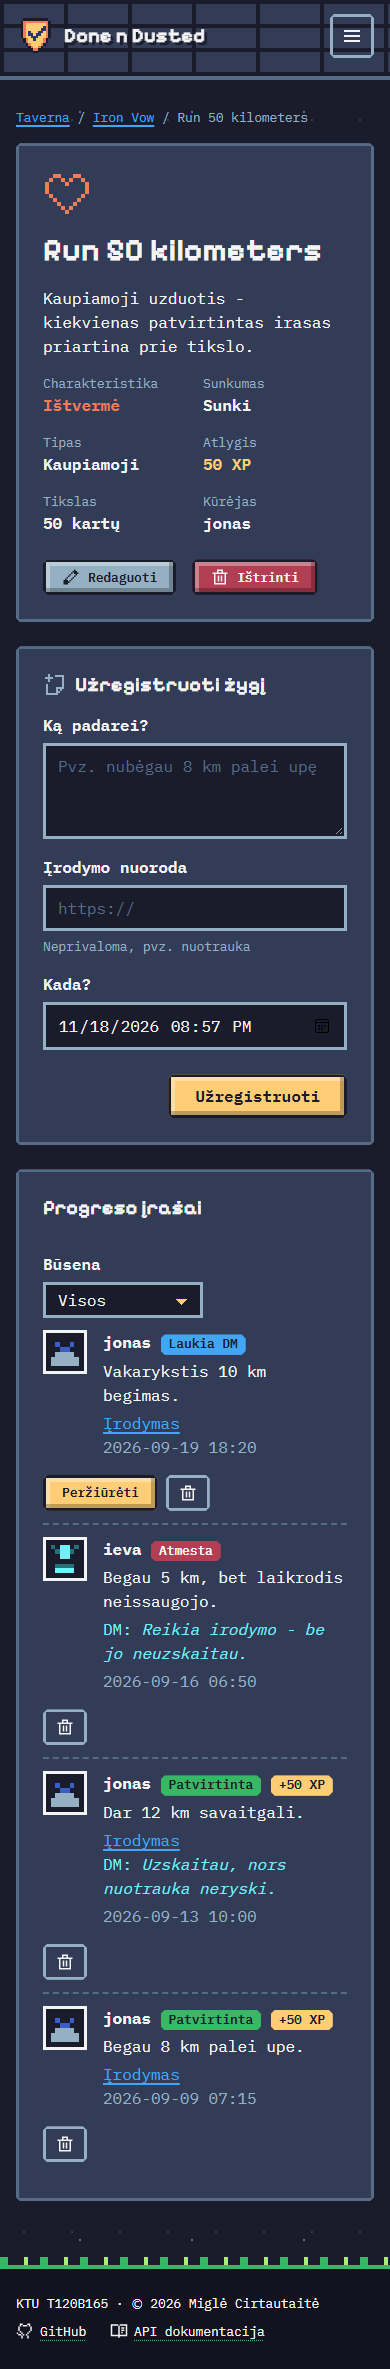 Done n Dusted
Taverna / Iron Vow / Run 50 kilometers
Run 50 kilometers
Kaupiamoji uzduotis -
kiekvienas patvirtintas irasas
priartina prie tikslo.
Charakteristika Sunkumas
Ištvermė Sunki
Tipas Atlygis
Kaupiamoji 50 XP
Tikslas Kūrėjas
50 kartų jonas
Redaguoti Ištrinti
Užregistruoti žygį
Ką padarei?
Pvz. nubėgau 8 km palei upę
Įrodymo nuoroda
https://
Neprivaloma, pvz. nuotrauka
Kada?
11/18/2026 08:57 PM
Užregistruoti
Progreso įrašai
Būsena
Visos
jonas Laukia DM
Vakarykstis 10 km
begimas.
Įrodymas
2026-09-19 18:20
Peržiūrėti
ieva Atmesta
Begau 5 km, bet laikrodis
neissaugojo.
DM: Reikia irodymo - be
jo neuzskaitau.
2026-09-16 06:50
jonas Patvirtinta +50 XP
Dar 12 km savaitgali.
Įrodymas
DM: Uzskaitau, nors
nuotrauka neryski.
2026-09-13 10:00
jonas Patvirtinta +50 XP
Begau 8 km palei upe.
Įrodymas
2026-09-09 07:15
KTU T120B165 · © 2026 Miglė Cirtautaitė
GitHub API dokumentacija